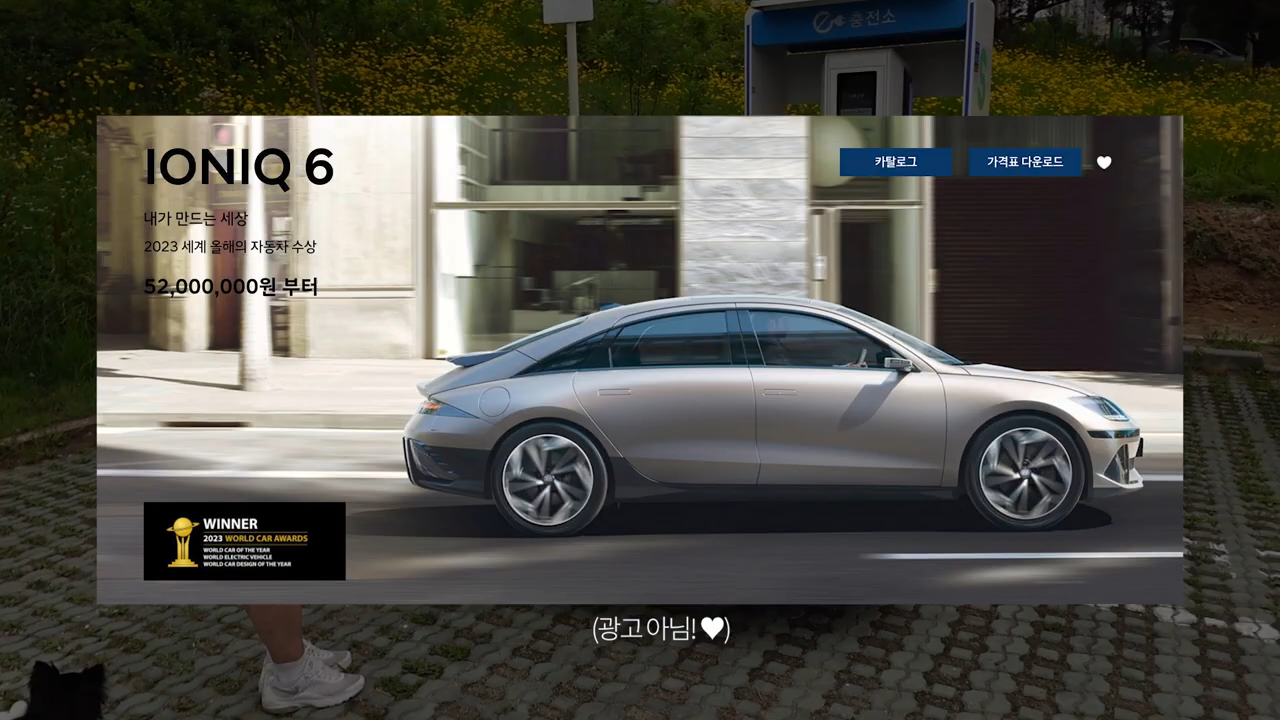 충전소
IONIQ 6
카탈로그
가격표 다운로드
내가 만드는 세상
2023 세계 올해의 자동차 수상
52,000,000원 부터
WINNER
2023 WORLD CAR AWARDS
WORLD CAR OF THE YEAR
WORLD ELECTRIC VEHICLE
WORLD CAR DESIGN OF THE YEAR
(광고 아님!♥)